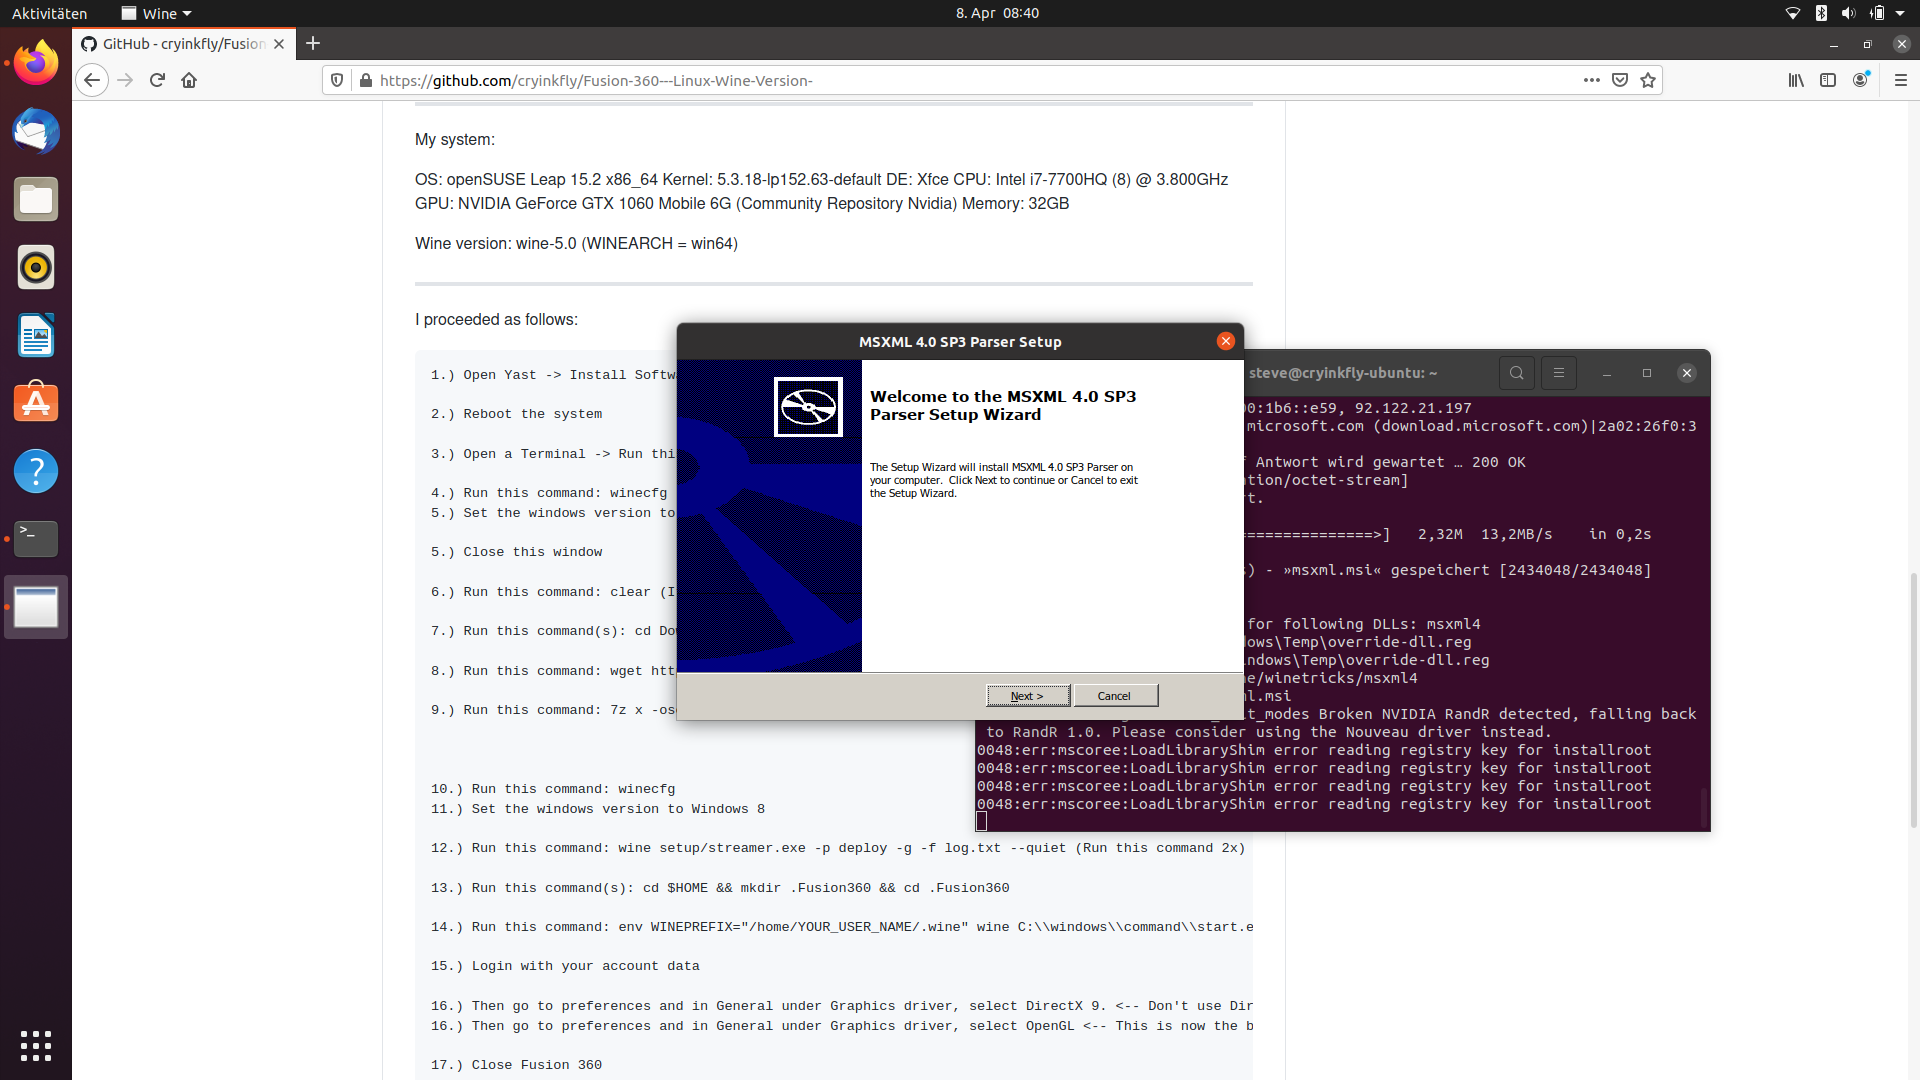 Aktivitäten
Wine
8. Apr 08:40
GitHub - cryinkfly/Fusion
https://github.com/cryinkfly/Fusion-360---Linux-Wine-Version-
My system:
OS: openSUSE Leap 15.2 x86_64 Kernel: 5.3.18-lp152.63-default DE: Xfce CPU: Intel i7-7700HQ (8) @ 3.800GHz
GPU: NVIDIA GeForce GTX 1060 Mobile 6G (Community Repository Nvidia) Memory: 32GB
Wine version: wine-5.0 (WINEARCH = win64)
I proceeded as follows:
1.) Open Yast -> Install Softwa
2.) Reboot the system
3.) Open a Terminal -> Run thi
4.) Run this command: winecfg
5.) Set the windows version to
5.) Close this window
6.) Run this command: clear (I
7.) Run this command(s): cd Dow
8.) Run this command: wget htt
9.) Run this command: 7z x -os
10.) Run this command: winecfg
11.) Set the windows version to Windows 8
12.) Run this command: wine setup/streamer.exe -p deploy -g -f log.txt --quiet (Run this command 2x)
13.) Run this command(s): cd $HOME && mkdir .Fusion360 && cd .Fusion360
14.) Run this command: env WINEPREFIX="/home/YOUR_USER_NAME/.wine" wine C:\\windows\\command\\start.e
15.) Login with your account data
16.) Then go to preferences and in General under Graphics driver, select DirectX 9. <-- Don't use Dir
16.) Then go to preferences and in General under Graphics driver, select OpenGL <-- This is now the b
17.) Close Fusion 360
MSXML 4.0 SP3 Parser Setup
Welcome to the MSXML 4.0 SP3
Parser Setup Wizard
The Setup Wizard will install MSXML 4.0 SP3 Parser on
your computer. Click Next to continue or Cancel to exit
the Setup Wizard.
Next >
Cancel
steve@cryinkfly-ubuntu: ~
00:1b6::e59, 92.122.21.197
microsoft.com (download.microsoft.com)|2a02:26f0:3
Antwort wird gewartet … 200 OK
tion/octet-stream]
rt.
===============>] 2,32M 13,2MB/s in 0,2s
) - »msxml.msi« gespeichert [2434048/2434048]
for following DLLs: msxml4
ows\Temp\override-dll.reg
ndows\Temp\override-dll.reg
e/winetricks/msxml4
l.msi
_modes Broken NVIDIA RandR detected, falling back
to RandR 1.0. Please consider using the Nouveau driver instead.
0048:err:mscoree:LoadLibraryShim error reading registry key for installroot
0048:err:mscoree:LoadLibraryShim error reading registry key for installroot
0048:err:mscoree:LoadLibraryShim error reading registry key for installroot
0048:err:mscoree:LoadLibraryShim error reading registry key for installroot